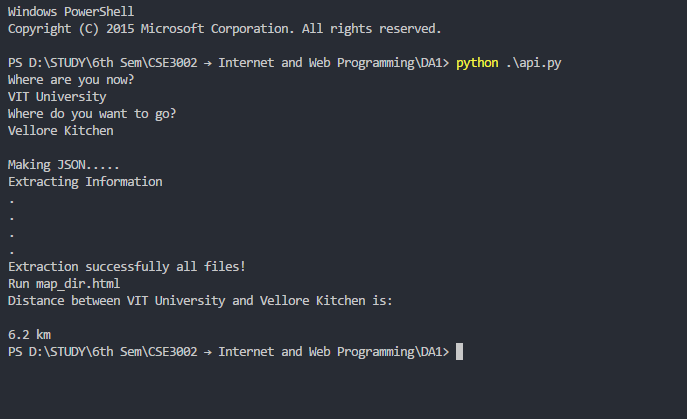 Windows PowerShell
Copyright (C) 2015 Microsoft Corporation. All rights reserved.
PS D:\STUDY\6th Sem\CSE3002 → Internet and Web Programming\DA1> python .\api.py
Where are you now?
VIT University
Where do you want to go?
Vellore Kitchen
Making JSON.....
Extracting Information
.
.
.
.
Extraction successfully all files!
Run map_dir.html
Distance between VIT University and Vellore Kitchen is:
6.2 km
PS D:\STUDY\6th Sem\CSE3002 → Internet and Web Programming\DA1>